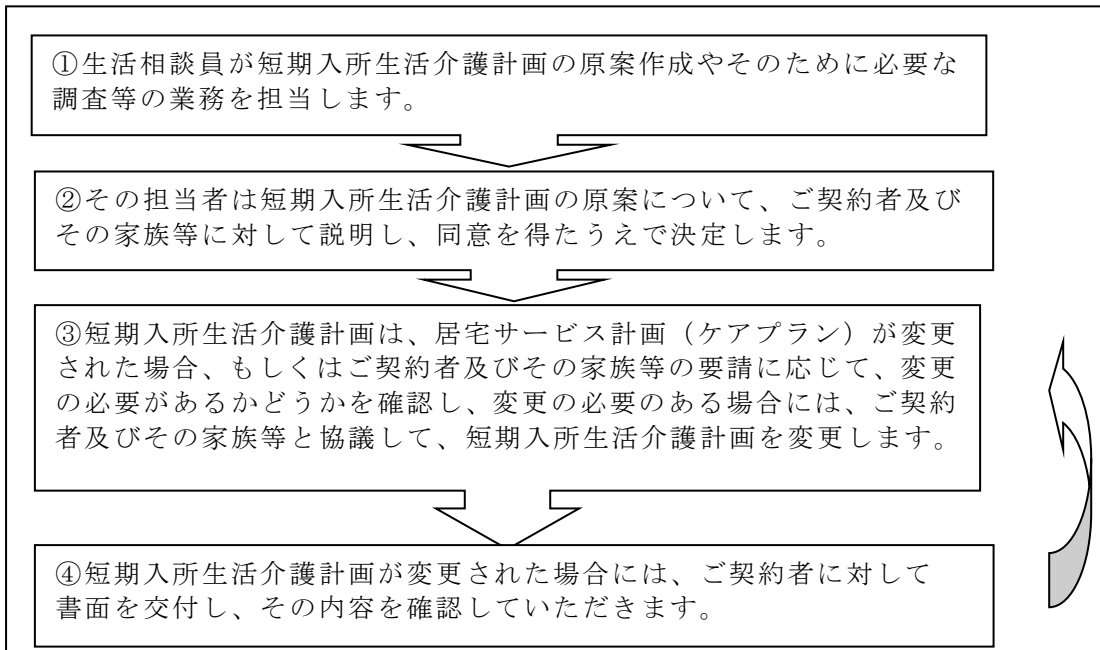 ①生活相談員が短期入所生活介護計画の原案作成やそのために必要な
調査等の業務を担当します。
②その担当者は短期入所生活介護計画の原案について、ご契約者及び
その家族等に対して説明し、同意を得たうえで決定します。
③短期入所生活介護計画は、居宅サービス計画（ケアプラン）が変更
された場合、もしくはご契約者及びその家族等の要請に応じて、変更
の必要があるかどうかを確認し、変更の必要のある場合には、ご契約
者及びその家族等と協議して、短期入所生活介護計画を変更します。
④短期入所生活介護計画が変更された場合には、ご契約者に対して
書面を交付し、その内容を確認していただきます。